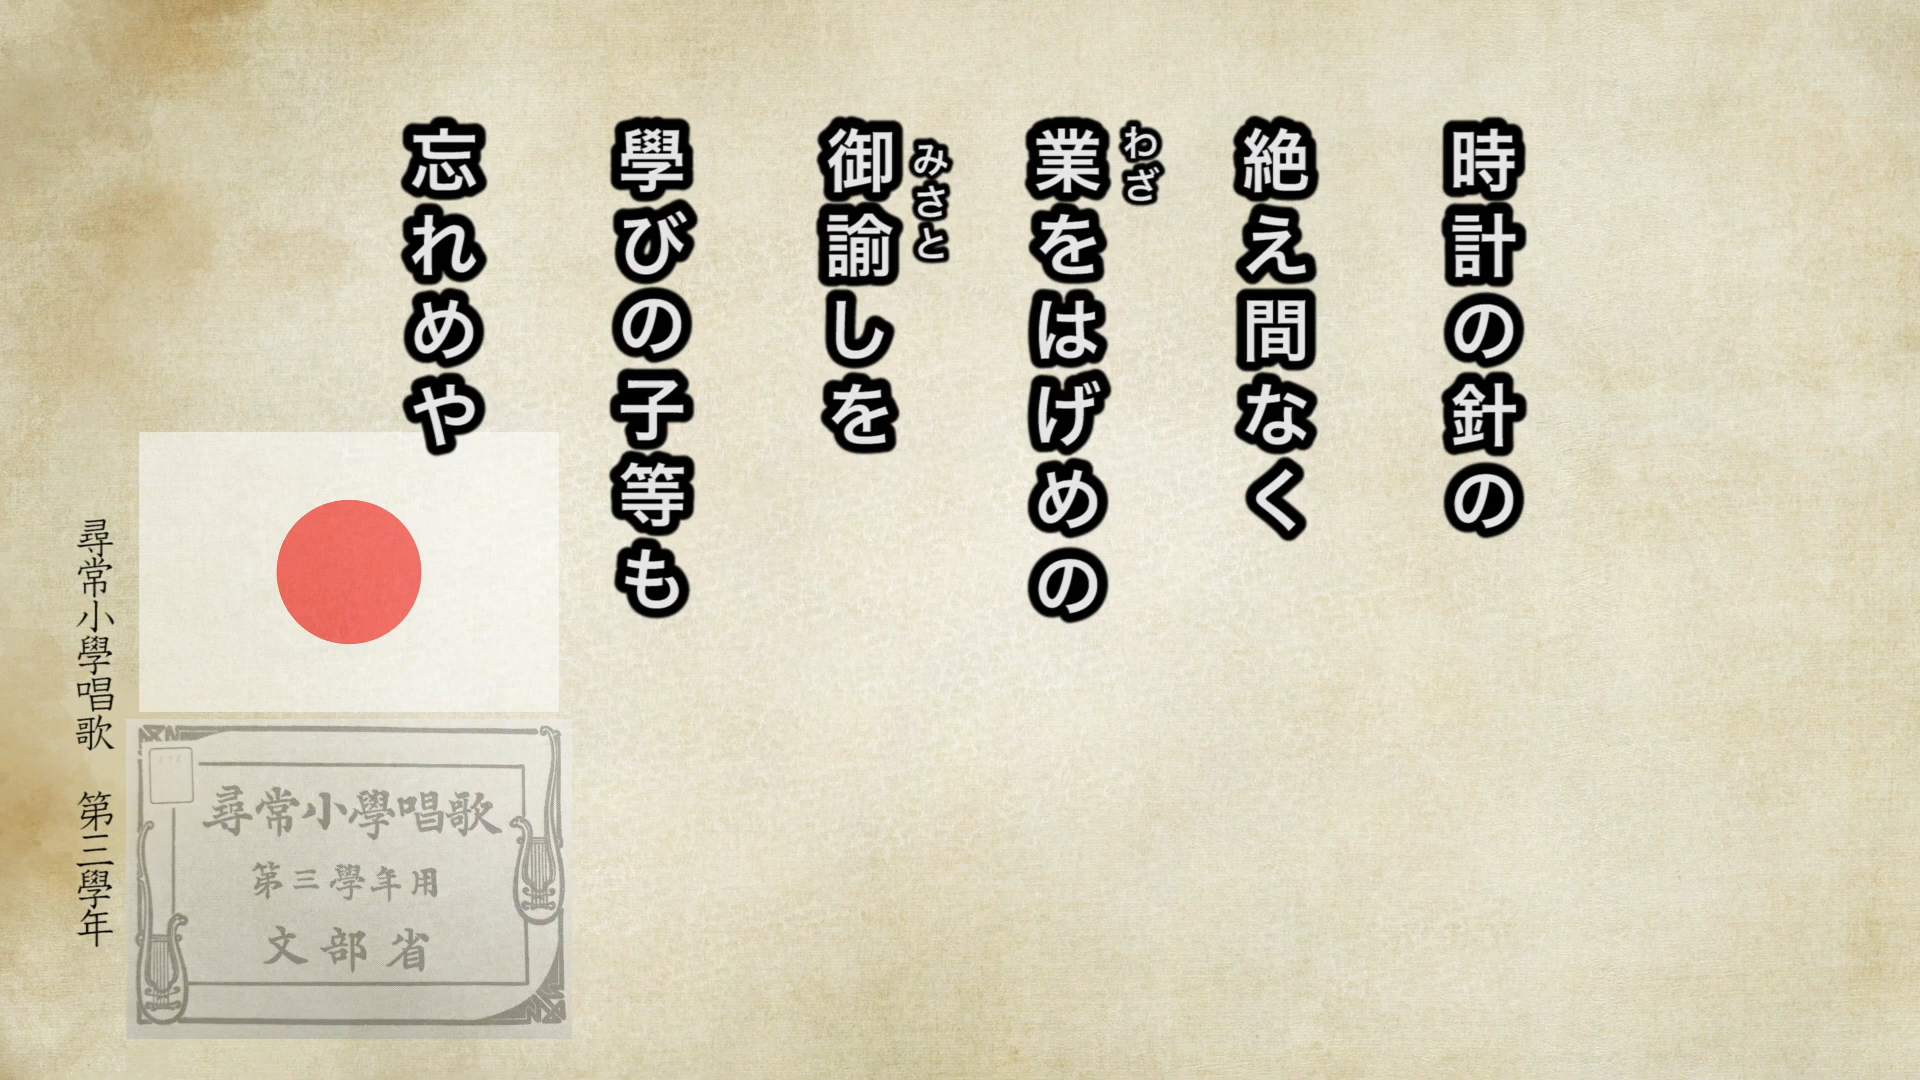 時計の針の
絶え間なく
業をはげめの
わざ
御諭しを
みさと
學びの子等も
忘れめや
尋常小學唱歌 第三學年
尋常小學唱歌
第三學年用
文部省